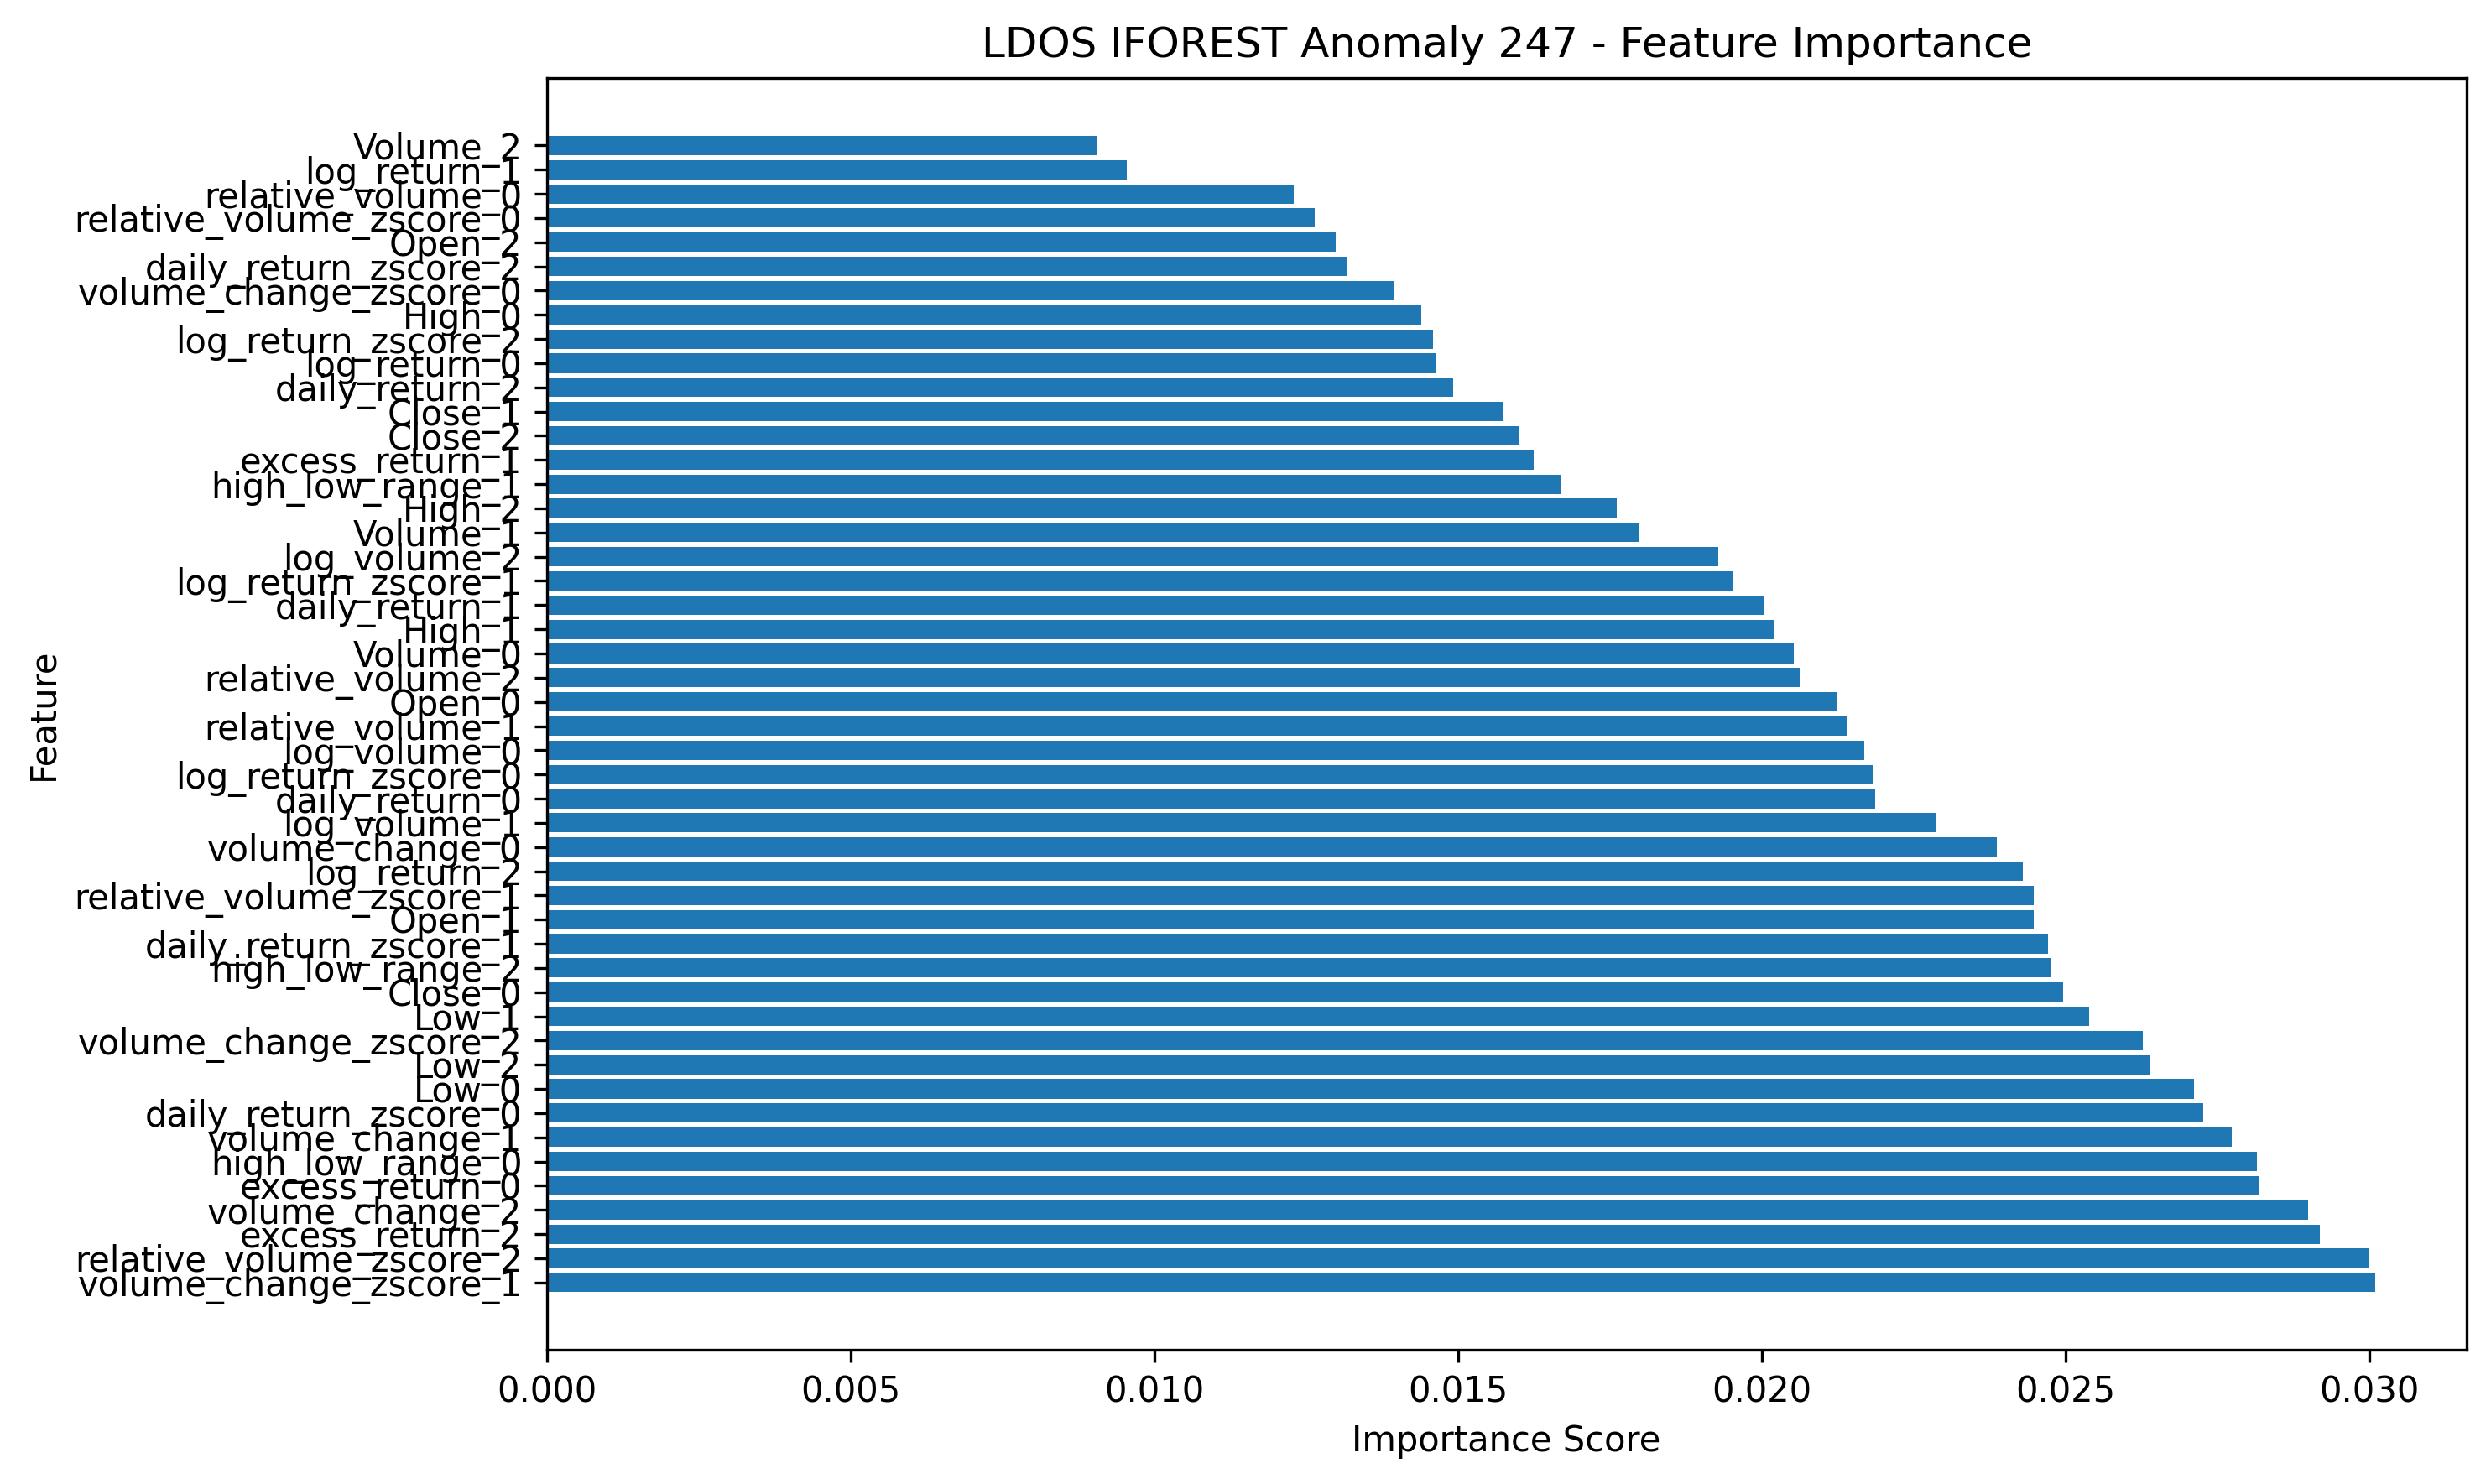 LDOS IFOREST Anomaly 247 - Feature Importance
Volume_2
log_return_1
relative_volume_0
relative_volume_zscore_0
Open_2
daily_return_zscore_2
volume_change_zscore_0
High_0
log_return_zscore_2
log_return_0
daily_return_2
Close_1
Close_2
excess_return_1
high_low_range_1
High_2
Volume_1
log_volume_2
log_return_zscore_1
daily_return_1
High_1
Volume_0
relative_volume_2
Open_0
relative_volume_1
log_volume_0
log_return_zscore_0
daily_return_0
log_volume_1
volume_change_0
log_return_2
relative_volume_zscore_1
Open_1
daily_return_zscore_1
high_low_range_2
Close_0
Low_1
volume_change_zscore_2
Low_2
Low_0
daily_return_zscore_0
volume_change_1
high_low_range_0
excess_return_0
volume_change_2
excess_return_2
relative_volume_zscore_2
volume_change_zscore_1
Feature
0.000 0.005 0.010 0.015 0.020 0.025 0.030
Importance Score